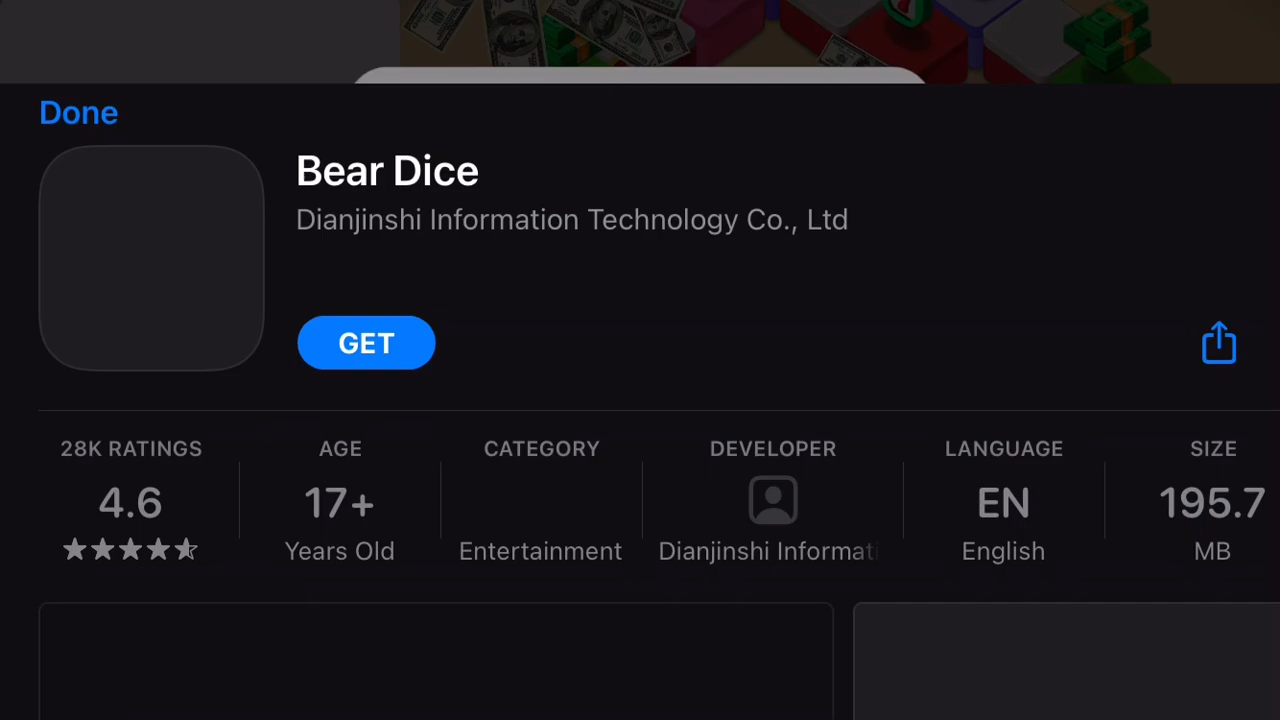 Done
Bear Dice
Dianjinshi Information Technology Co., Ltd
GET
28K RATINGS
4.6
AGE
17+
Years Old
CATEGORY
Entertainment
DEVELOPER
Dianjinshi Informati
LANGUAGE
EN
English
SIZE
195.7
MB